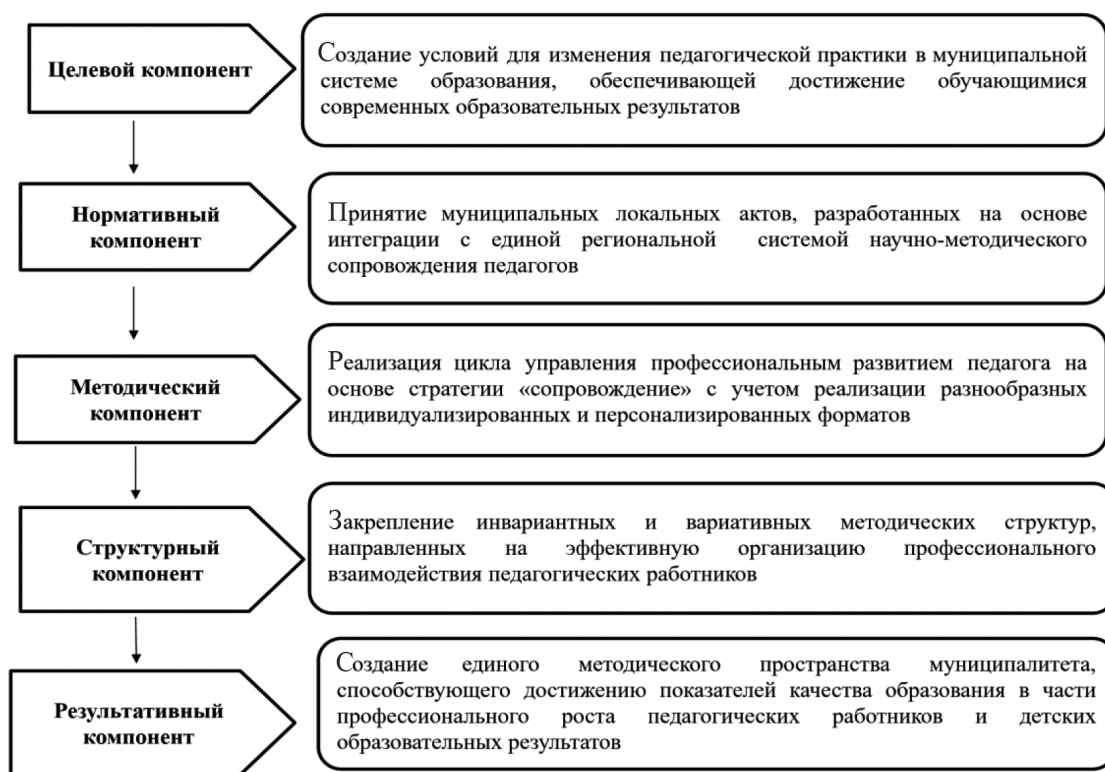 Целевой компонент
Создание условий для изменения педагогической практики в муниципальной
системе образования, обеспечивающей достижение обучающимися
современных образовательных результатов
Нормативный
компонент
Принятие муниципальных локальных актов, разработанных на основе
интеграции с единой региональной системой научно-методического
сопровождения педагогов
Методический
компонент
Реализация цикла управления профессиональным развитием педагога на
основе стратегии «сопровождение» с учетом реализации разнообразных
индивидуализированных и персонализированных форматов
Структурный
компонент
Закрепление инвариантных и вариативных методических структур,
направленных на эффективную организацию профессионального
взаимодействия педагогических работников
Результативный
компонент
Создание единого методического пространства муниципалитета,
способствующего достижению показателей качества образования в части
профессионального роста педагогических работников и детских
образовательных результатов